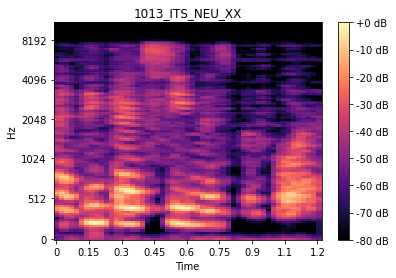 1013_ITS_NEU_XX
+0 dB
8192
-10 dB
4096
-20 dB
-30 dB
2048
Hz
-40 dB
1024
-50 dB
512
-60 dB
-70 dB
0
-80 dB
0 0.15 0.3 0.45 0.6 0.75 0.9 1.1 1.2
Time